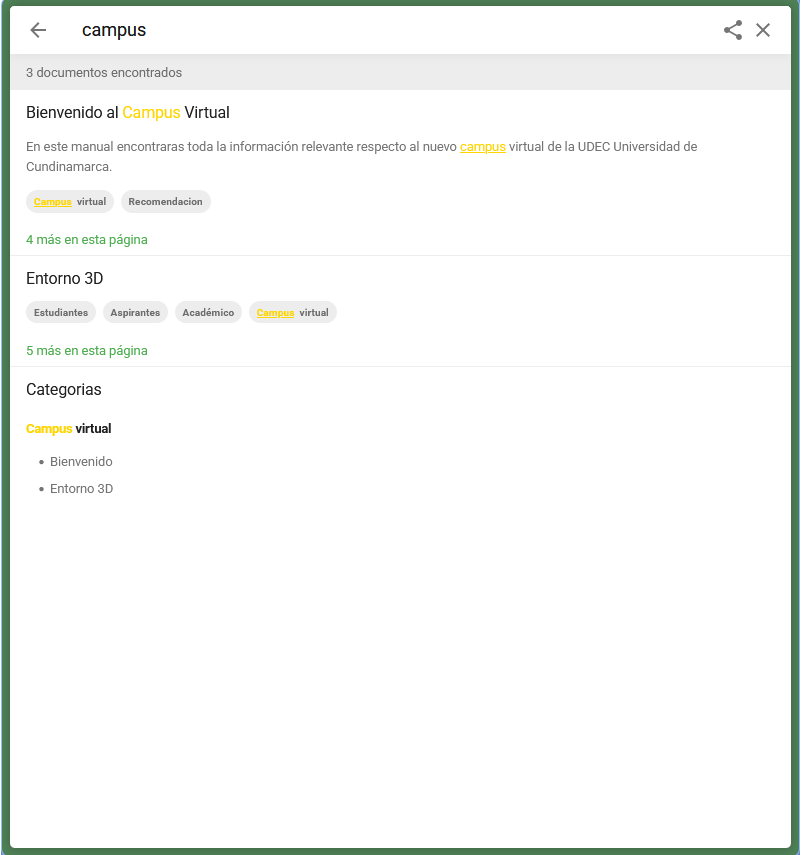 campus
3 documentos encontrados
Bienvenido al Campus Virtual
En este manual encontraras toda la información relevante respecto al nuevo campus virtual de la UDEC Universidad de
Cundinamarca.
Campus virtual Recomendacion
4 más en esta página
Entorno 3D
Estudiantes Aspirantes Académico Campus virtual
5 más en esta página
Categorias
Campus virtual
• Bienvenido
• Entorno 3D